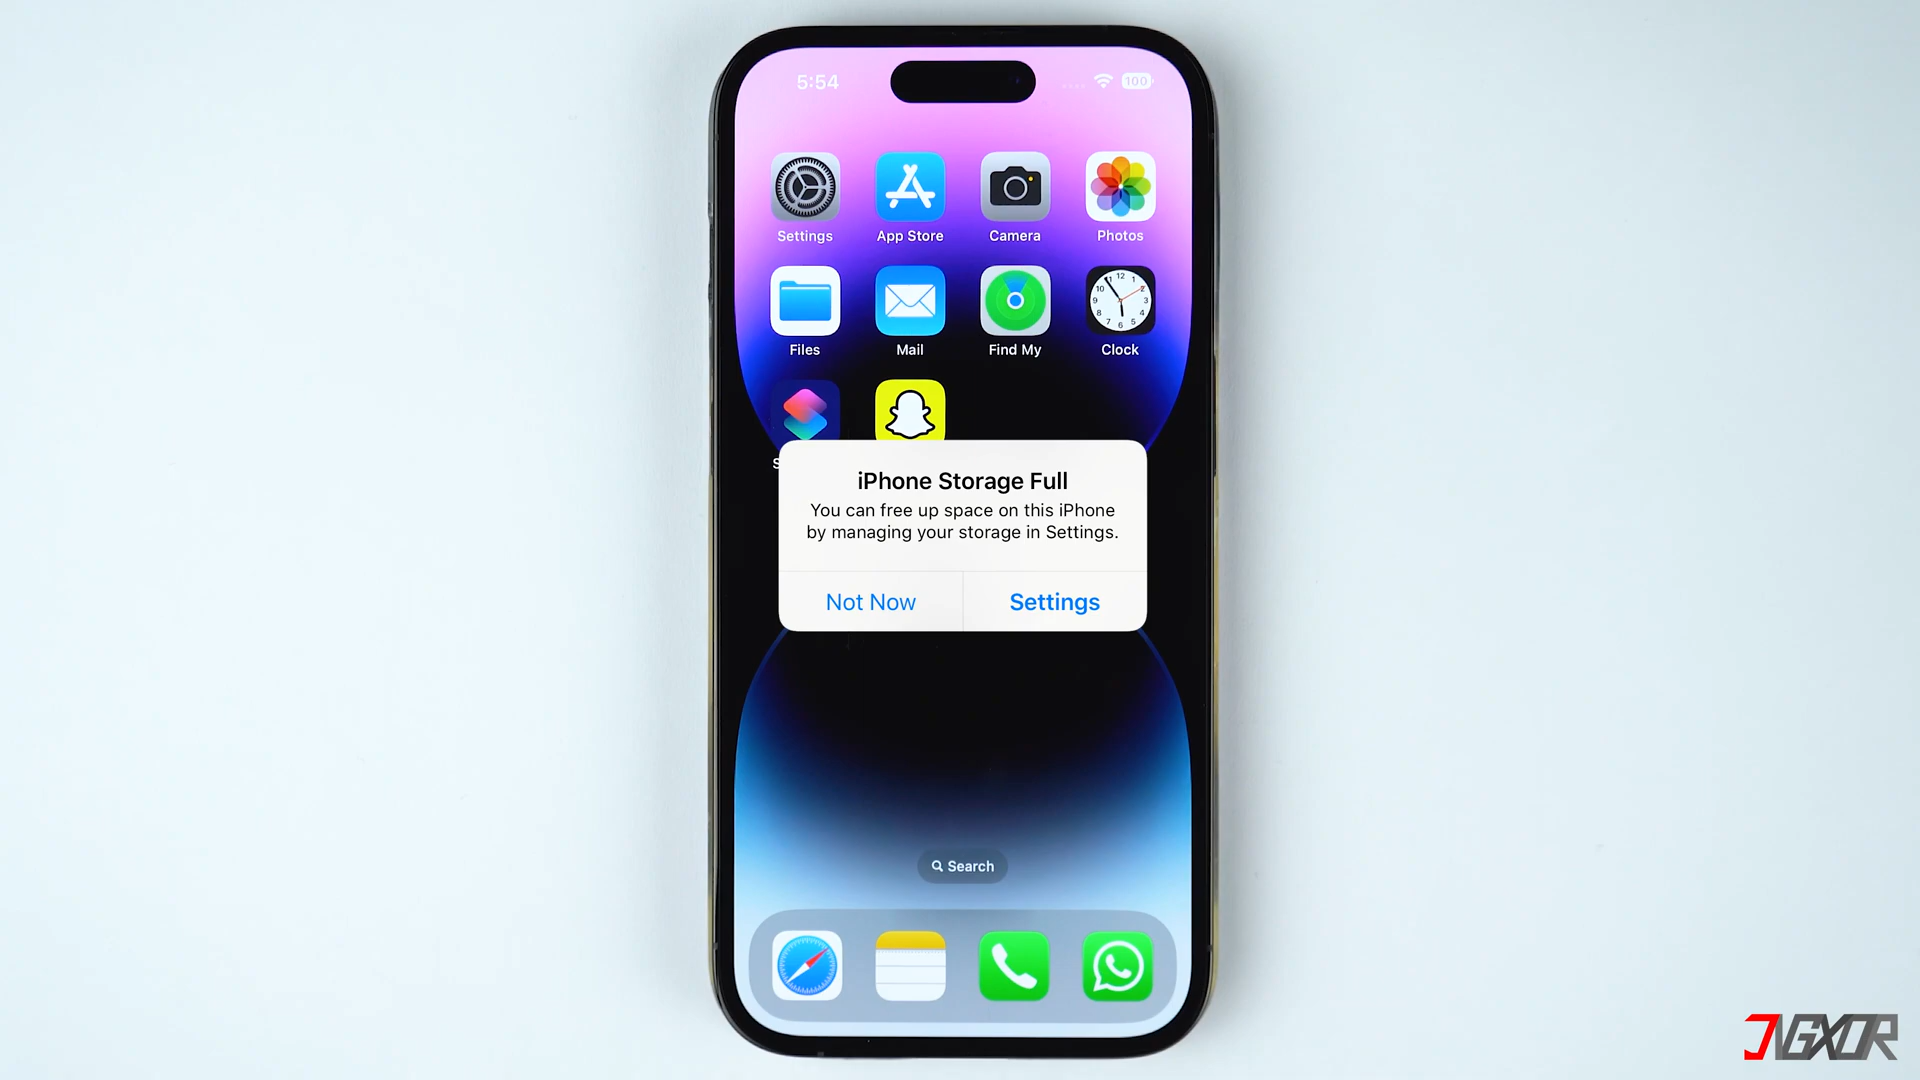 5:54
100
Settings
App Store
Camera
Photos
Files
Mail
Find My
Clock
S
iPhone Storage Full
You can free up space on this iPhone
by managing your storage in Settings.
Not Now
Settings
Search
JVGXOR